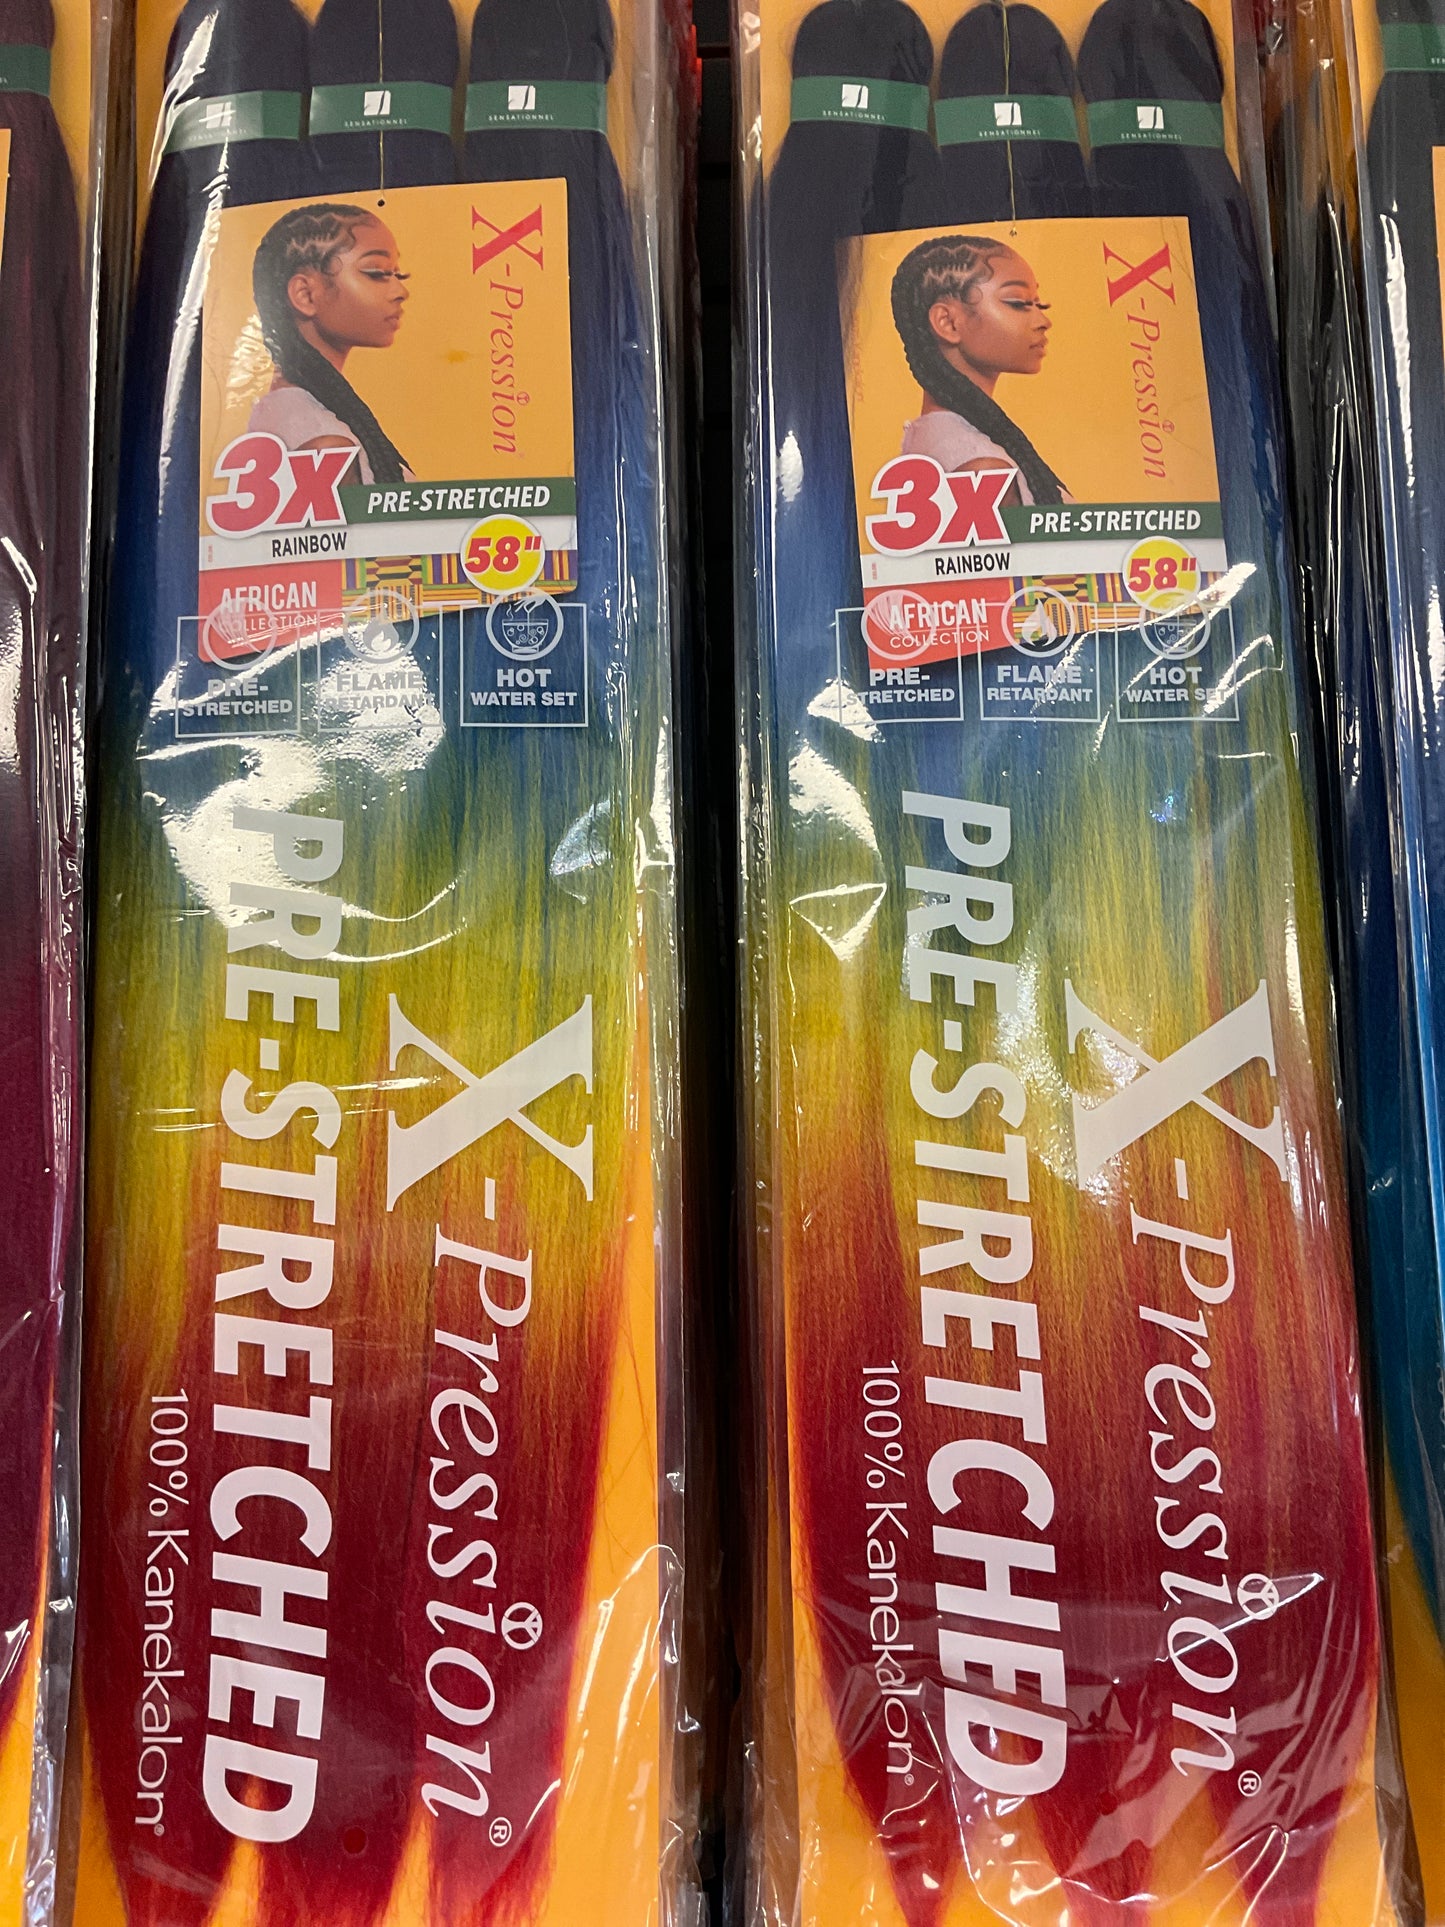 SENSATIONNEL
SENSATIONNEL
SENSATIONNEL
X-Pression
3X
PRE-STRETCHED
RAINBOW
58"
AFRICAN
COLLECTION
PRE-
STRETCHED
FLAME
RETARDANT
HOT
WATER SET
PRE-STRETCHED
X-Pression®
100% Kanekalon®
SENSATIONNEL
SENSATIONNEL
SENSATIONNEL
X-Pression
3X
PRE-STRETCHED
RAINBOW
58"
AFRICAN
COLLECTION
PRE-
STRETCHED
FLAME
RETARDANT
HOT
WATER SET
PRE-STRETCHED
X-Pression®
100% Kanekalon®